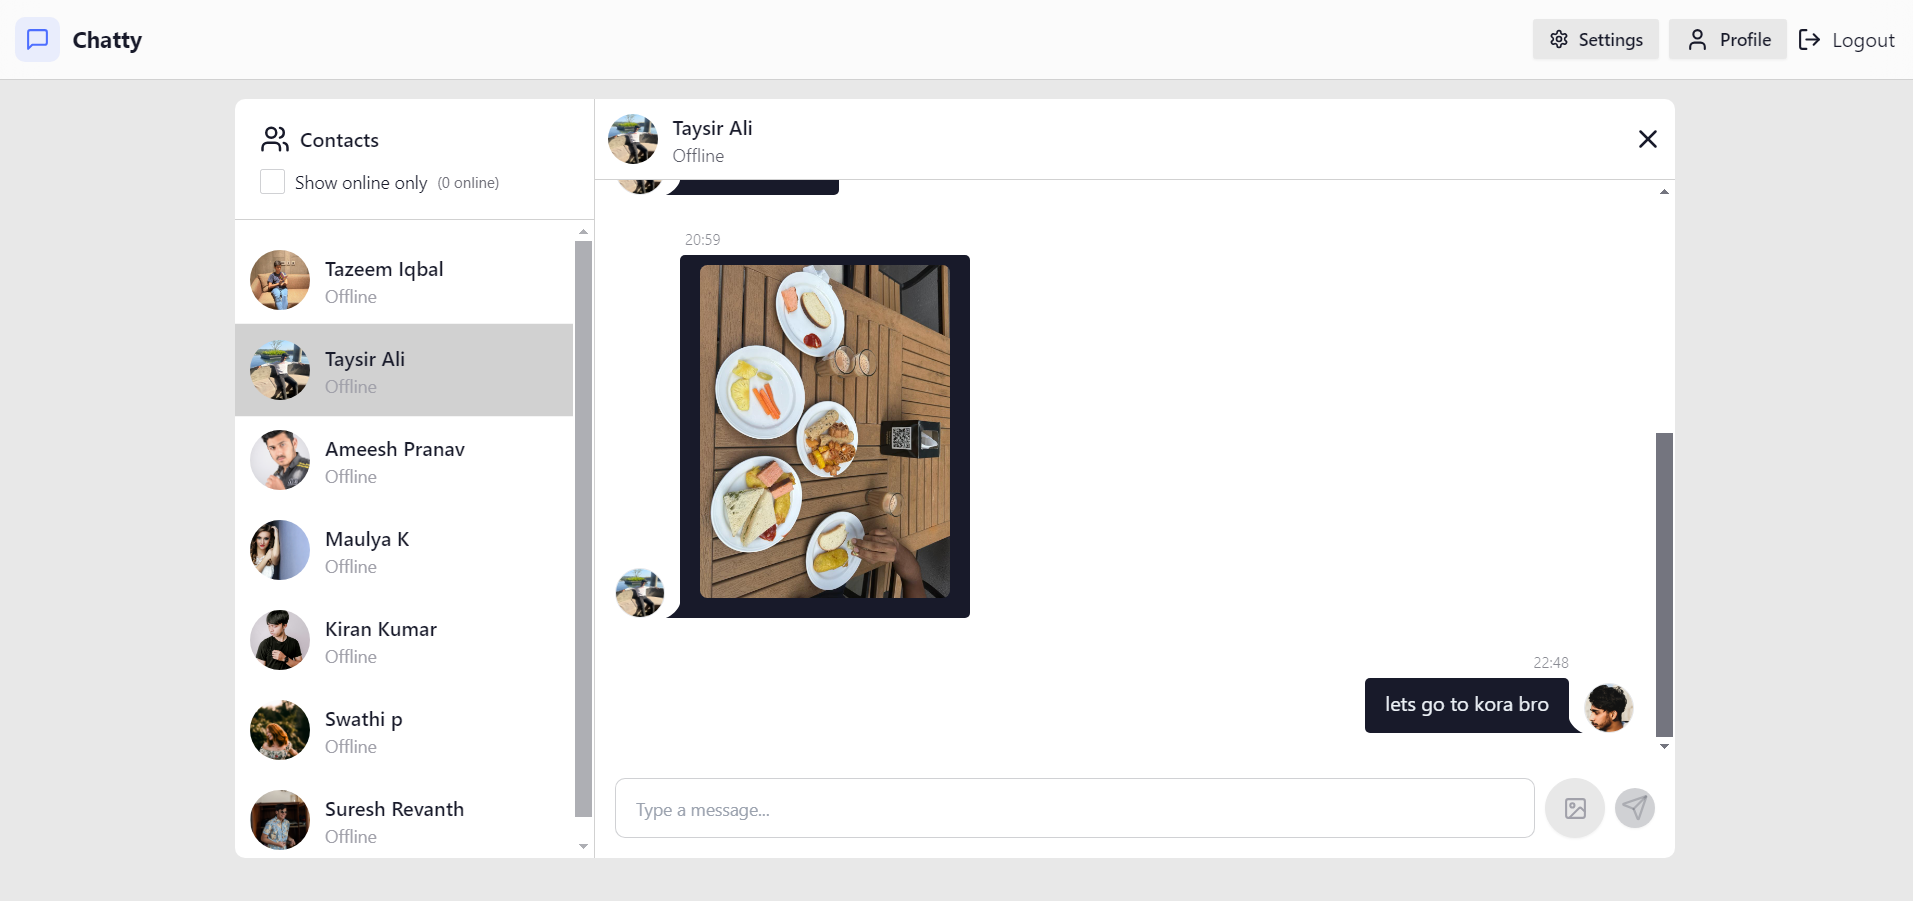 Chatty
Settings
Profile
Logout
Contacts
Show online only (0 online)
Tazeem Iqbal
Offline
Taysir Ali
Offline
Ameesh Pranav
Offline
Maulya K
Offline
Kiran Kumar
Offline
Swathi p
Offline
Suresh Revanth
Offline
Taysir Ali
Offline
20:59
22:48
lets go to kora bro
Type a message...